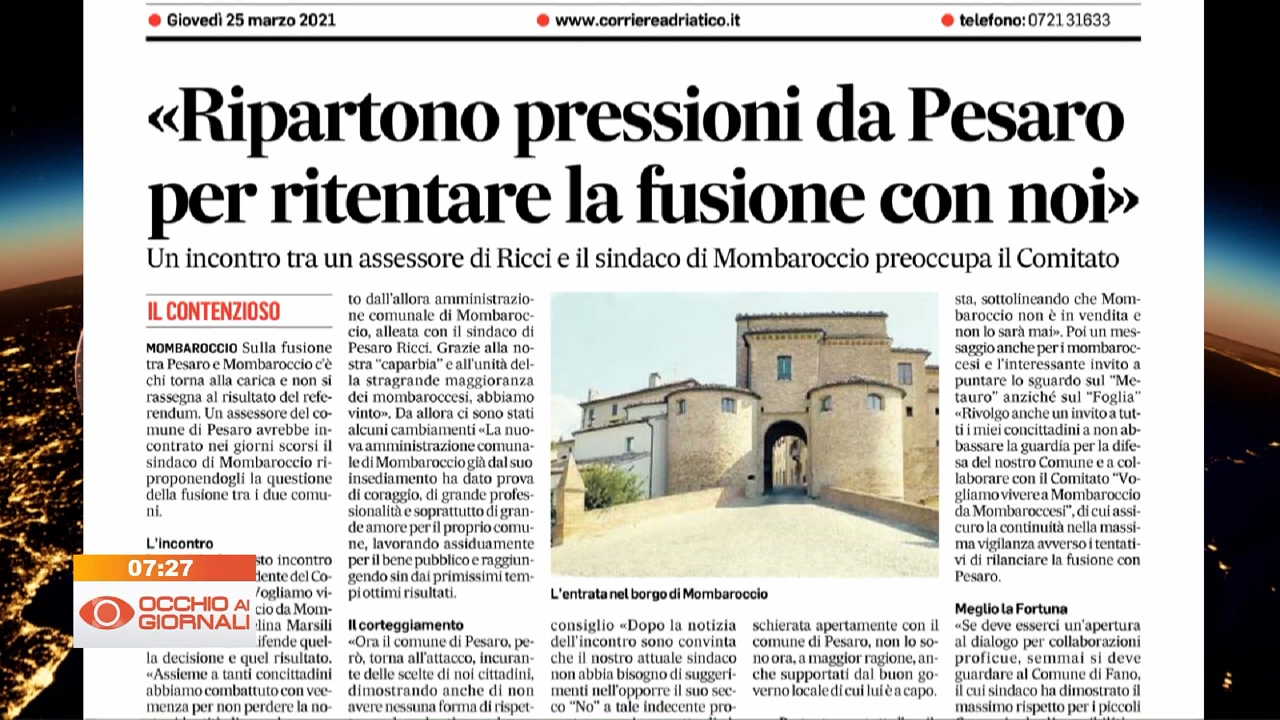 Giovedì 25 marzo 2021
www.corriereadriatico.it
telefono: 0721 31633
«Ripartono pressioni da Pesaro
per ritentare la fusione con noi»
Un incontro tra un assessore di Ricci e il sindaco di Mombaroccio preoccupa il Comitato
IL CONTENZIOSO
MOMBAROCCIO Sulla fusione
tra Pesaro e Mombaroccio c'è
chi torna alla carica e non si
rassegna al risultato del refe-
rendum. Un assessore del co-
mune di Pesaro avrebbe in-
contrato nei giorni scorsi il
sindaco di Mombaroccio ri-
proponendogli la questione
della fusione tra i due comu-
ni.
L'incontro
sto incontro
dente del Co-
Vogliamo vi-
cio da Mom-
elina Marsili
ifende quel-
la decisione e quel risultato.
«Assieme a tanti concittadini
abbiamo combattuto con vee-
menza per non perdere la no-
to dall'allora amministrazio-
ne comunale di Mombaroc-
cio, alleata con il sindaco di
Pesaro Ricci. Grazie alla no-
stra "caparbia" e all'unità del-
la stragrande maggioranza
dei mombaroccesi, abbiamo
vinto». Da allora ci sono stati
alcuni cambiamenti «La nuo-
va amministrazione comuna-
le di Mombaroccio già dal suo
insediamento ha dato prova
di coraggio, di grande profes-
sionalità e soprattutto di gran-
de amore per il proprio comu-
ne, lavorando assiduamente
per il bene pubblico e raggiun-
gendo sin dai primissimi tem-
pi ottimi risultati.
Il corteggiamento
«Ora il comune di Pesaro, pe-
rò, torna all'attacco, incuran-
te delle scelte di noi cittadini,
dimostrando anche di non
avere nessuna forma di rispet-
L'entrata nel borgo di Mombaroccio
consiglio «Dopo la notizia
dell'incontro sono convinta
che il nostro attuale sindaco
non abbia bisogno di suggeri-
menti nell'opporre il suo sec-
co "No" a tale indecente pro-
schierata apertamente con il
comune di Pesaro, non lo so-
no ora, a maggior ragione, an-
che supportati dal buon go-
verno locale di cui lui è a capo.
sta, sottolineando che Mom-
baroccio non è in vendita e
non lo sarà mai». Poi un mes-
saggio anche per i mombaroc-
cesi e l'interessante invito a
puntare lo sguardo sul "Me-
tauro" anziché sul "Foglia"
«Rivolgo anche un invito a tut-
ti i miei concittadini a non ab-
bassare la guardia per la dife-
sa del nostro Comune e a col-
laborare con il Comitato "Vo-
gliamo vivere a Mombaroccio
da Mombaroccesi", di cui assi-
curo la continuità nella massi-
ma vigilanza avverso i tentati-
vi di rilanciare la fusione con
Pesaro.
Meglio la Fortuna
«Se deve esserci un'apertura
al dialogo per collaborazioni
proficue, semmai si deve
guardare al Comune di Fano,
il cui sindaco ha dimostrato il
massimo rispetto per i piccoli
07:27
OCCHIO AI
GIORNALI